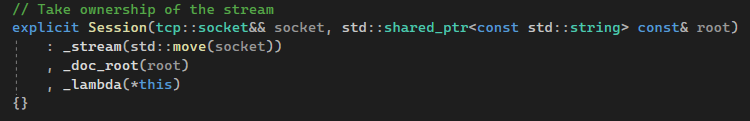 // Take ownership of the stream
explicit Session(tcp::socket&& socket, std::shared_ptr<const std::string> const& root)
    : _stream(std::move(socket))
    , _doc_root(root)
    , _lambda(*this)
{}